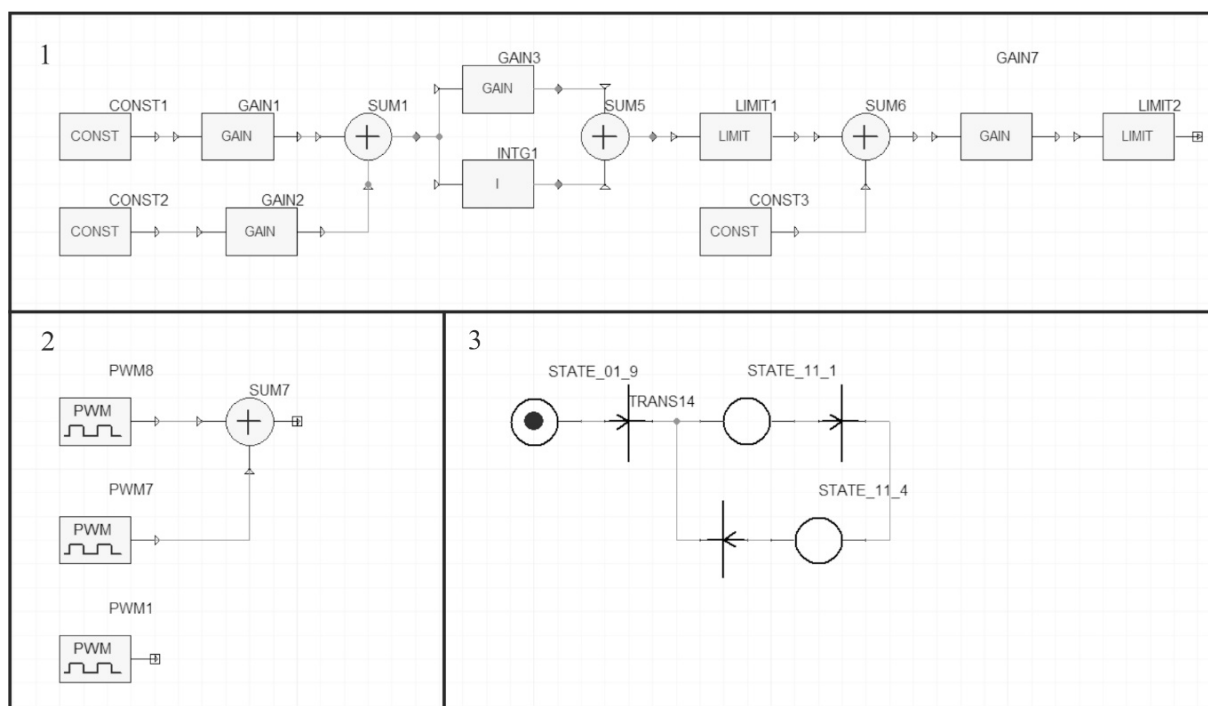 1
GAIN3
GAIN7
CONST1
GAIN1
SUM1
GAIN
SUM5
LIMIT1
SUM6
LIMIT2
CONST
GAIN
LIMIT
GAIN
LIMIT
INTG1
I
CONST2
GAIN2
CONST3
CONST
GAIN
CONST
2
PWM8
SUM7
PWM
PWM7
PWM
PWM1
PWM
3
STATE_01_9
STATE_11_1
TRANS14
STATE_11_4